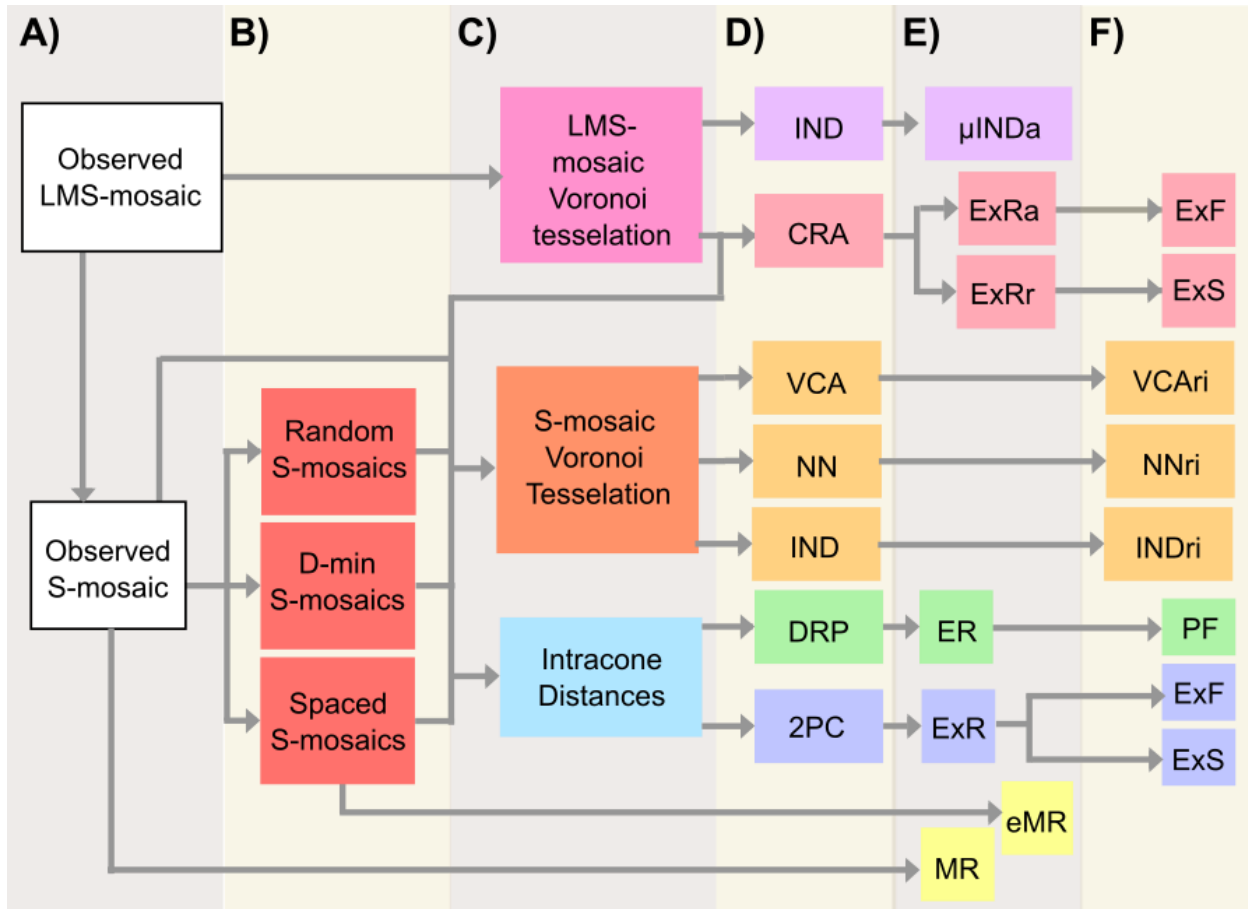 A)
B)
C)
D)
E)
F)
Observed
LMS-mosaic
LMS-
mosaic
Voronoi
tesselation
IND
µINDa
CRA
ExRa
ExF
ExRr
ExS
Random
S-mosaics
S-mosaic
Voronoi
Tesselation
VCA
VCAri
NN
NNri
IND
INDri
Observed
S-mosaic
D-min
S-mosaics
Spaced
S-mosaics
Intracone
Distances
DRP
ER
PF
2PC
ExR
ExF
ExS
eMR
MR